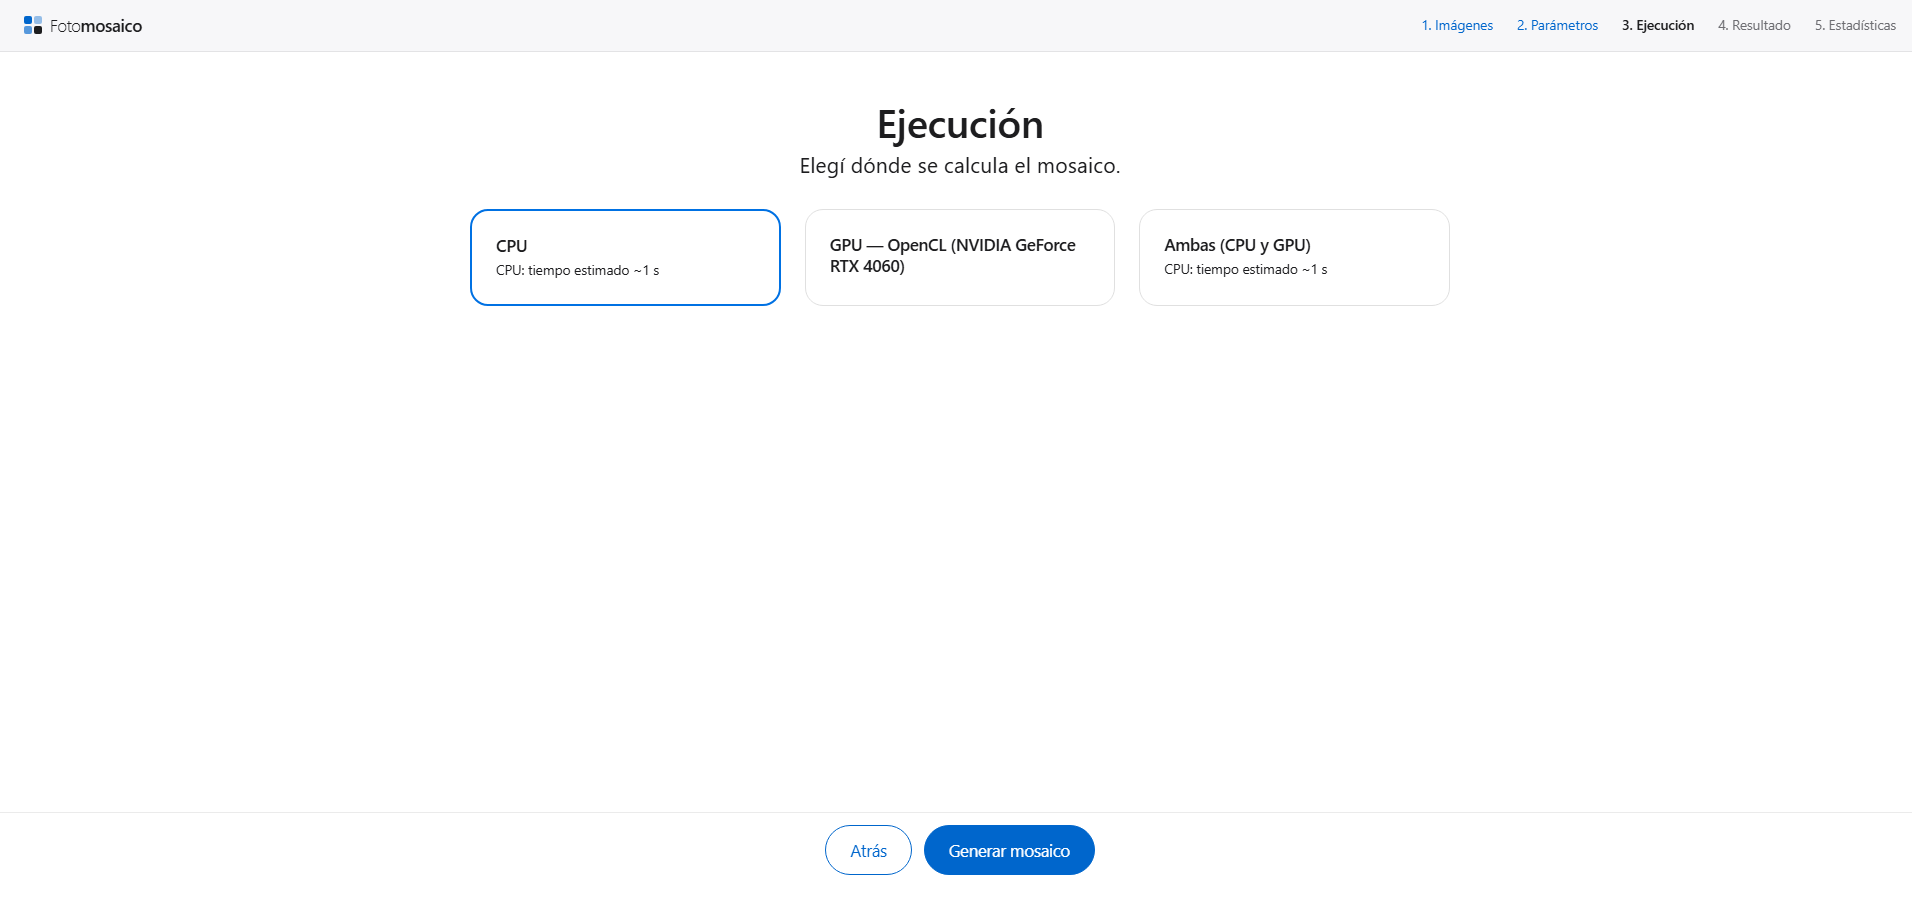 Fotomosaico
1. Imágenes
2. Parámetros
3. Ejecución
4. Resultado
5. Estadísticas
Ejecución
Elegí dónde se calcula el mosaico.
CPU
CPU: tiempo estimado ~1 s
GPU — OpenCL (NVIDIA GeForce
RTX 4060)
Ambas (CPU y GPU)
CPU: tiempo estimado ~1 s
Atrás
Generar mosaico